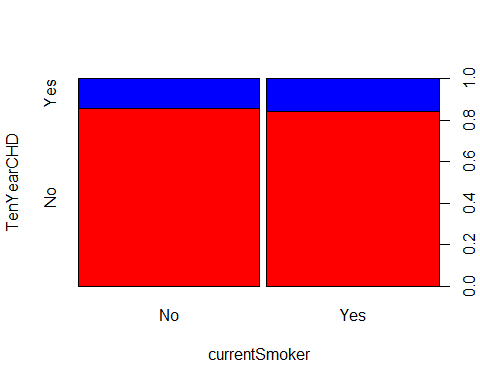 TenYearCHD
Yes
No
1.0
0.8
0.6
0.4
0.2
0.0
No
Yes
currentSmoker